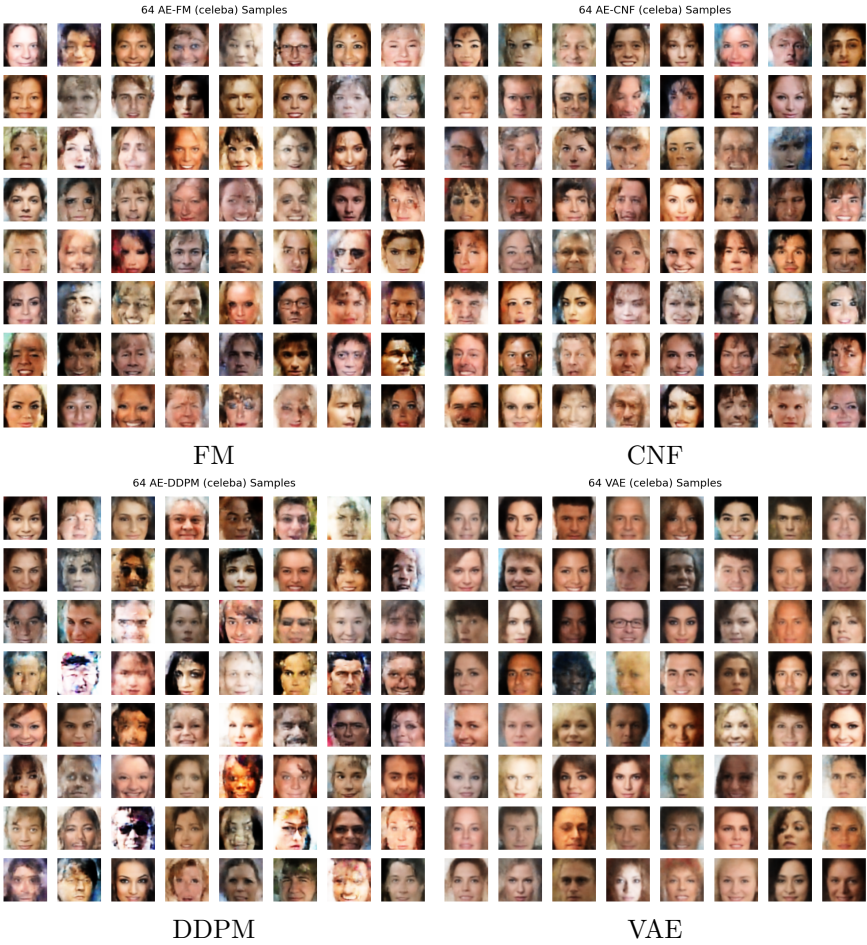 64 AE-FM (celeba) Samples
64 AE-CNF (celeba) Samples
FM
CNF
64 AE-DDPM (celeba) Samples
64 VAE (celeba) Samples
DDPM
VAE